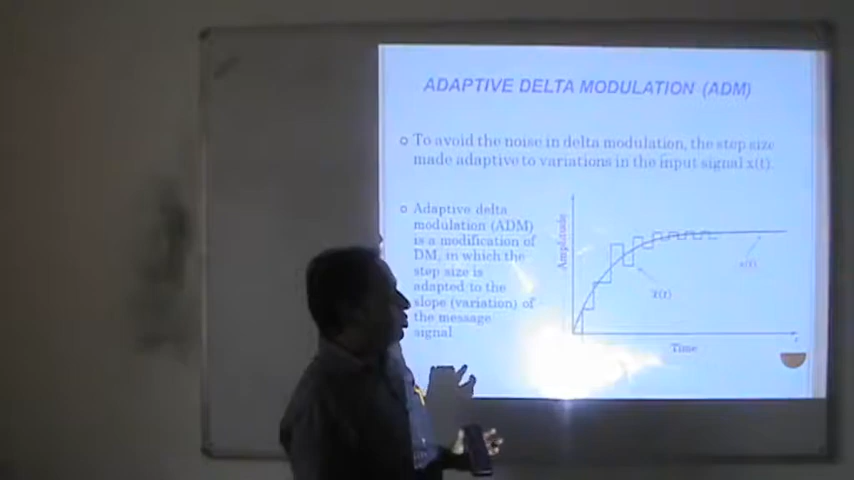 ADAPTIVE DELTA MODULATION (ADM)
To avoid the noise in delta modulation, the step size
made adaptive to variations in the input signal x(t).
Adaptive delta
modulation (ADM)
is a modification of
DM, in which the
step size is
adapted to the
slope (variation) of
the message
signal
Amplitude
x(t)
x̃(t)
Time
t